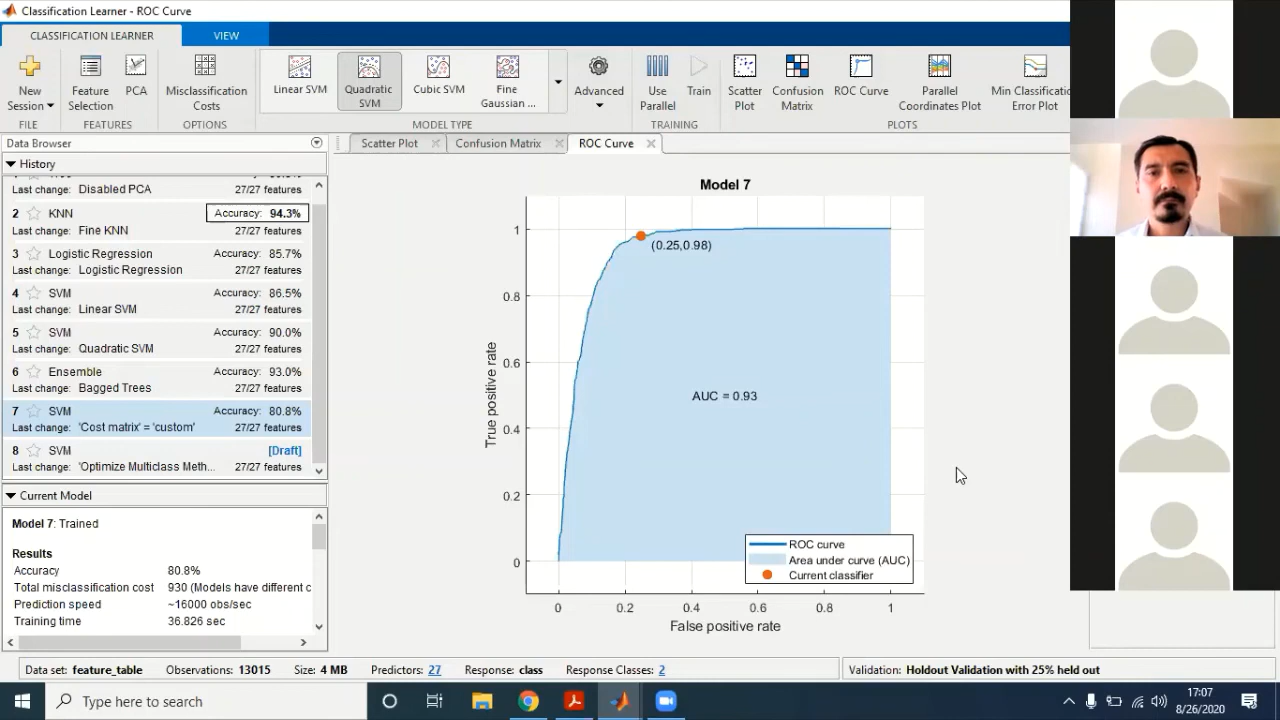 Classification Learner - ROC Curve
CLASSIFICATION LEARNER
VIEW
New Session
Feature Selection
PCA
Misclassification Costs
Linear SVM
Quadratic SVM
Cubic SVM
Fine Gaussian ...
Advanced
Use Parallel
Train
Scatter Plot
Confusion Matrix
ROC Curve
Parallel Coordinates Plot
Min Classificati
Error Plot
FILE
FEATURES
OPTIONS
MODEL TYPE
TRAINING
PLOTS
Data Browser
Scatter Plot
Confusion Matrix
ROC Curve
History
Last change: Disabled PCA 27/27 features
2 KNN Accuracy: 94.3%
Last change: Fine KNN 27/27 features
3 Logistic Regression Accuracy: 85.7%
Last change: Logistic Regression 27/27 features
4 SVM Accuracy: 86.5%
Last change: Linear SVM 27/27 features
5 SVM Accuracy: 90.0%
Last change: Quadratic SVM 27/27 features
6 Ensemble Accuracy: 93.0%
Last change: Bagged Trees 27/27 features
7 SVM Accuracy: 80.8%
Last change: 'Cost matrix' = 'custom' 27/27 features
8 SVM [Draft]
Last change: 'Optimize Multiclass Meth... 27/27 features
Current Model
Model 7: Trained
Results
Accuracy 80.8%
Total misclassification cost 930 (Models have different c
Prediction speed ~16000 obs/sec
Training time 36.826 sec
Model 7
1
0.8
0.6
0.4
0.2
0
True positive rate
(0.25,0.98)
AUC = 0.93
ROC curve
Area under curve (AUC)
Current classifier
0 0.2 0.4 0.6 0.8 1
False positive rate
Data set: feature_table Observations: 13015 Size: 4 MB Predictors: 27 Response: class Response Classes: 2
Validation: Holdout Validation with 25% held out
Type here to search
17:07
8/26/2020